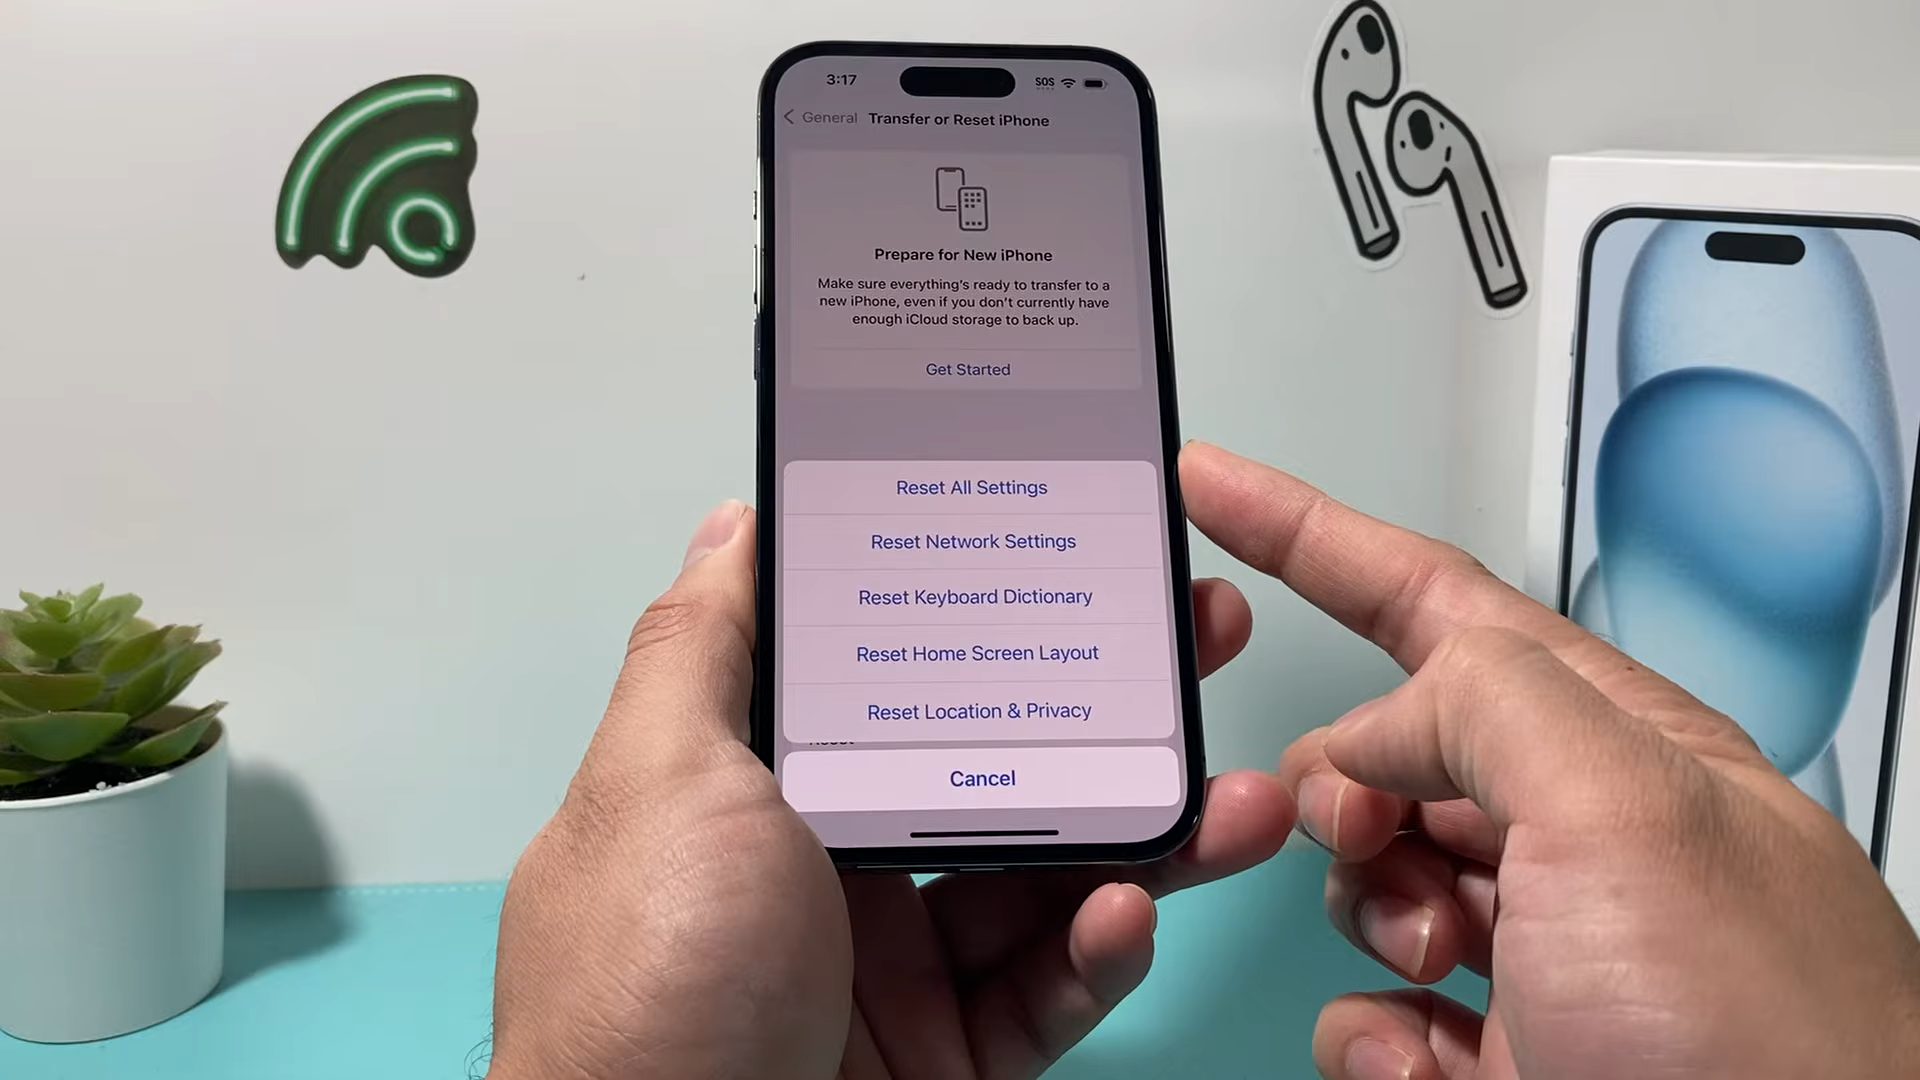 3:17
SOS
General Transfer or Reset iPhone
Prepare for New iPhone
Make sure everything's ready to transfer to a
new iPhone, even if you don't currently have
enough iCloud storage to back up.
Get Started
Reset All Settings
Reset Network Settings
Reset Keyboard Dictionary
Reset Home Screen Layout
Reset Location & Privacy
Reset
Cancel